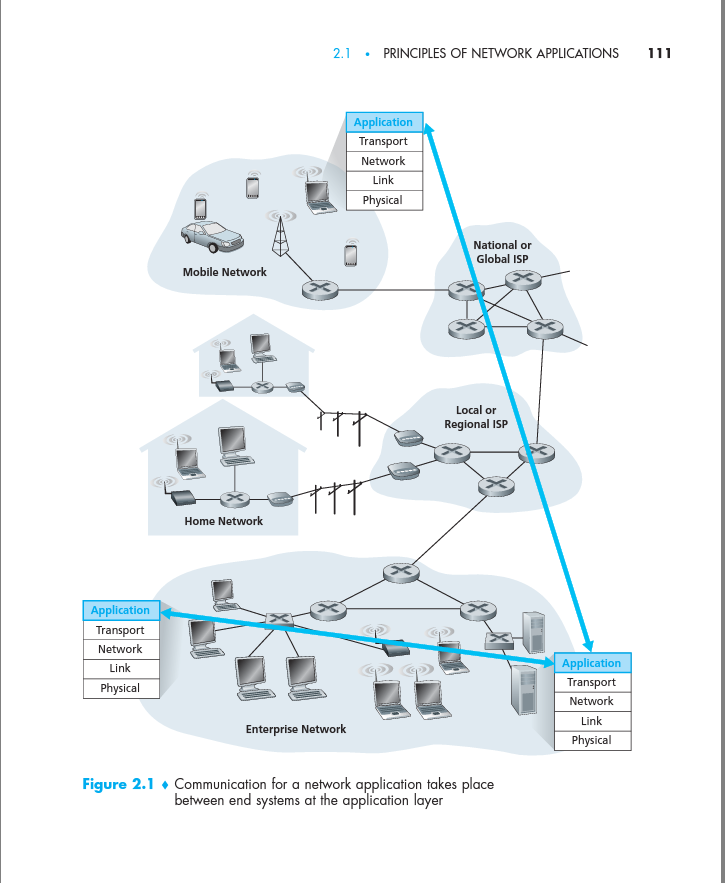 2.1 • PRINCIPLES OF NETWORK APPLICATIONS 111
Application
Transport
Network
Link
Physical
National or
Global ISP
Mobile Network
Local or
Regional ISP
Home Network
Application
Transport
Network
Link
Physical
Application
Transport
Network
Link
Physical
Enterprise Network
Figure 2.1 ♦ Communication for a network application takes place
between end systems at the application layer